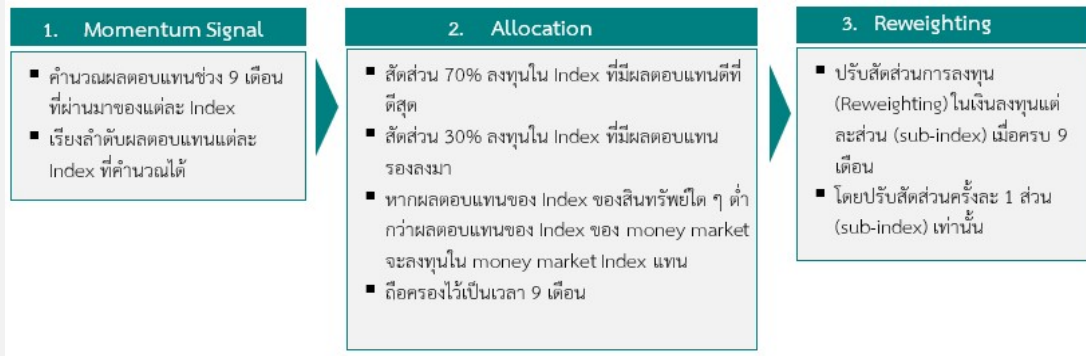 1. Momentum Signal
▪ คำนวณผลตอบแทนช่วง 9 เดือน
ที่ผ่านมาของแต่ละ Index
▪ เรียงลำดับผลตอบแทนแต่ละ
Index ที่คำนวณได้
2. Allocation
▪ สัดส่วน 70% ลงทุนใน Index ที่มีผลตอบแทนดีที่
ดีสุด
▪ สัดส่วน 30% ลงทุนใน Index ที่มีผลตอบแทน
รองลงมา
▪ หากผลตอบแทนของ Index ของสินทรัพย์ใด ๆ ต่ำ
กว่าผลตอบแทนของ Index ของ money market
จะลงทุนใน money market Index แทน
▪ ถือครองไว้เป็นเวลา 9 เดือน
3. Reweighting
▪ ปรับสัดส่วนการลงทุน
(Reweighting) ในเงินลงทุนแต่
ละส่วน (sub-index) เมื่อครบ 9
เดือน
▪ โดยปรับสัดส่วนครั้งละ 1 ส่วน
(sub-index) เท่านั้น